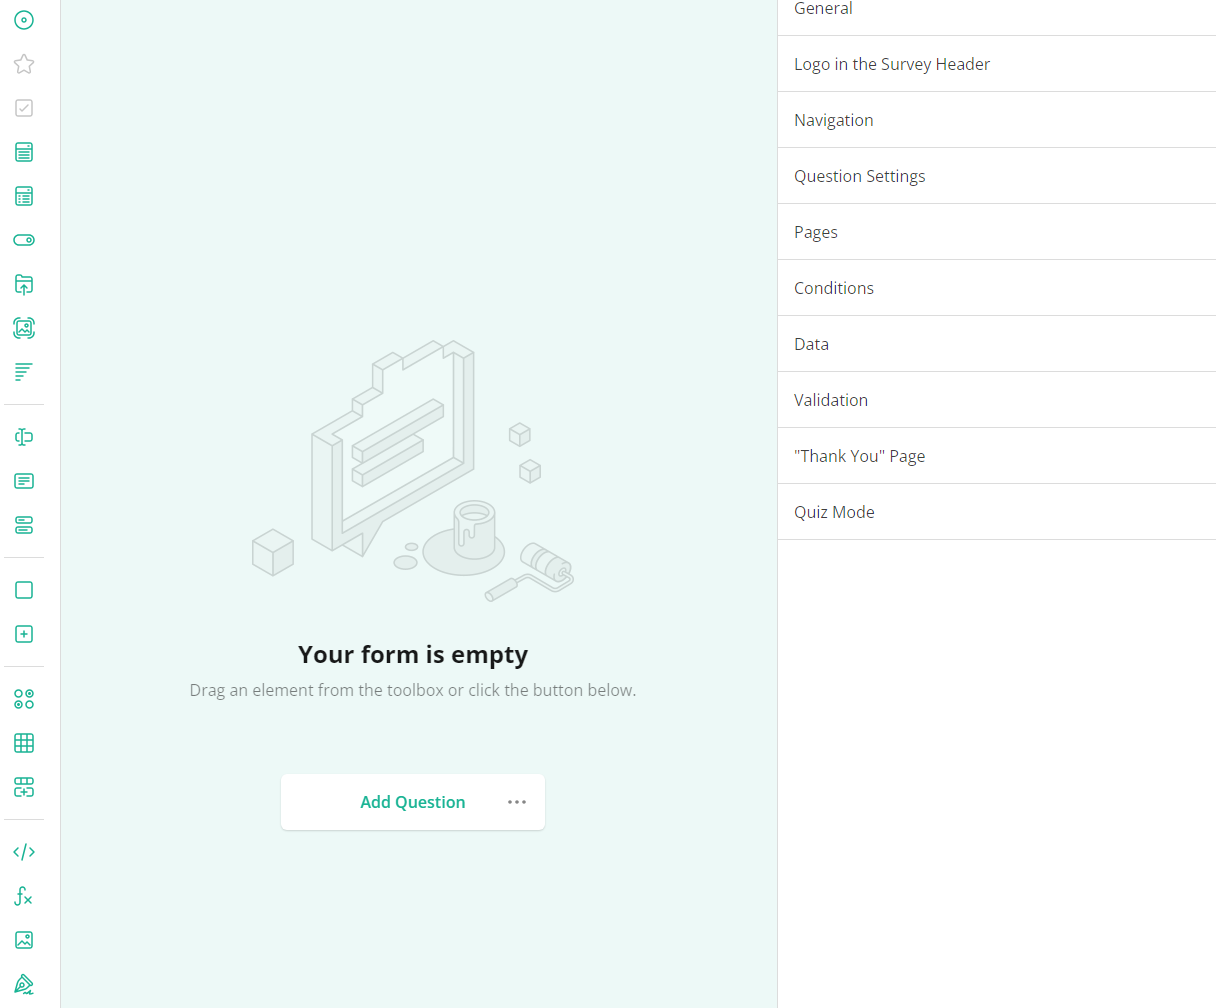 General
Logo in the Survey Header
Navigation
Question Settings
Pages
Conditions
Data
Validation
"Thank You" Page
Quiz Mode
Your form is empty
Drag an element from the toolbox or click the button below.
Add Question